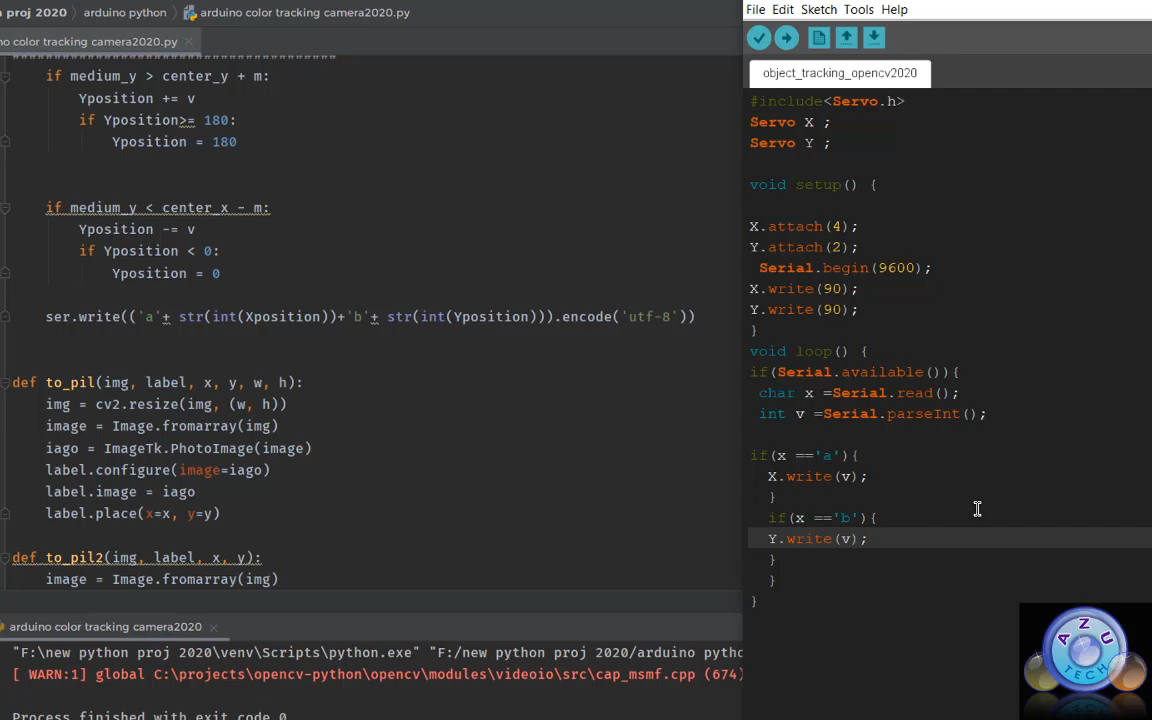 rm proj 2020 arduino python arduino color tracking camera2020.py
no color tracking camera2020.py
####################################
if medium_y > center_y + m:
Yposition += v
if Yposition>= 180:
Yposition = 180
if medium_y < center_x - m:
Yposition -= v
if Yposition < 0:
Yposition = 0
ser.write(('a'+ str(int(Xposition))+'b'+ str(int(Yposition))).encode('utf-8'))
def to_pil(img, label, x, y, w, h):
img = cv2.resize(img, (w, h))
image = Image.fromarray(img)
iago = ImageTk.PhotoImage(image)
label.configure(image=iago)
label.image = iago
label.place(x=x, y=y)
def to_pil2(img, label, x, y):
image = Image.fromarray(img)
arduino color tracking camera2020
"F:\new python proj 2020\venv\Scripts\python.exe" "F:/new python proj 2020/arduino pytho
[ WARN:1] global C:\projects\opencv-python\opencv\modules\videoio\src\cap_msmf.cpp (674)
Process finished with exit code 0
File Edit Sketch Tools Help
object_tracking_opencv2020
#include<Servo.h>
Servo X ;
Servo Y ;
void setup() {
X.attach(4);
Y.attach(2);
Serial.begin(9600);
X.write(90);
Y.write(90);
}
void loop() {
if(Serial.available()){
char x =Serial.read();
int v =Serial.parseInt();
if(x =='a'){
X.write(v);
}
if(x =='b'){
Y.write(v);
}
}
}
AZU
TECH